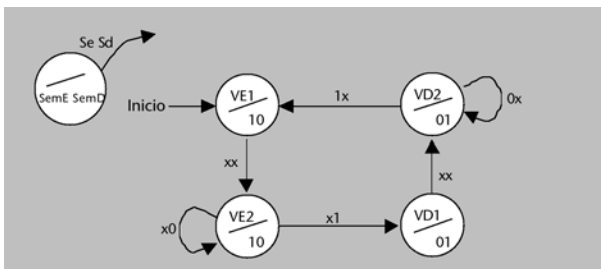 Se Sd
SemE SemD
Inicio
VE1
10
1x
VD2
01
0x
xx
xx
x0
VE2
10
x1
VD1
01